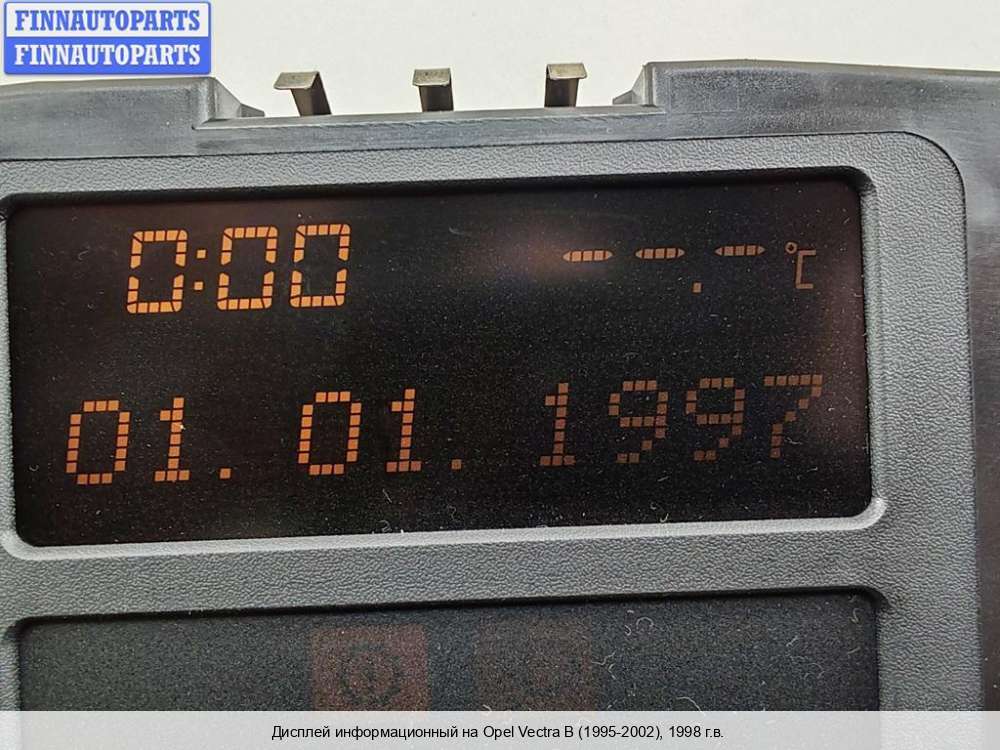 FINNAUTOPARTS
FINNAUTOPARTS
0:00 --.- °C
01.01.1997
Дисплей информационный на Opel Vectra B (1995-2002), 1998 г.в.